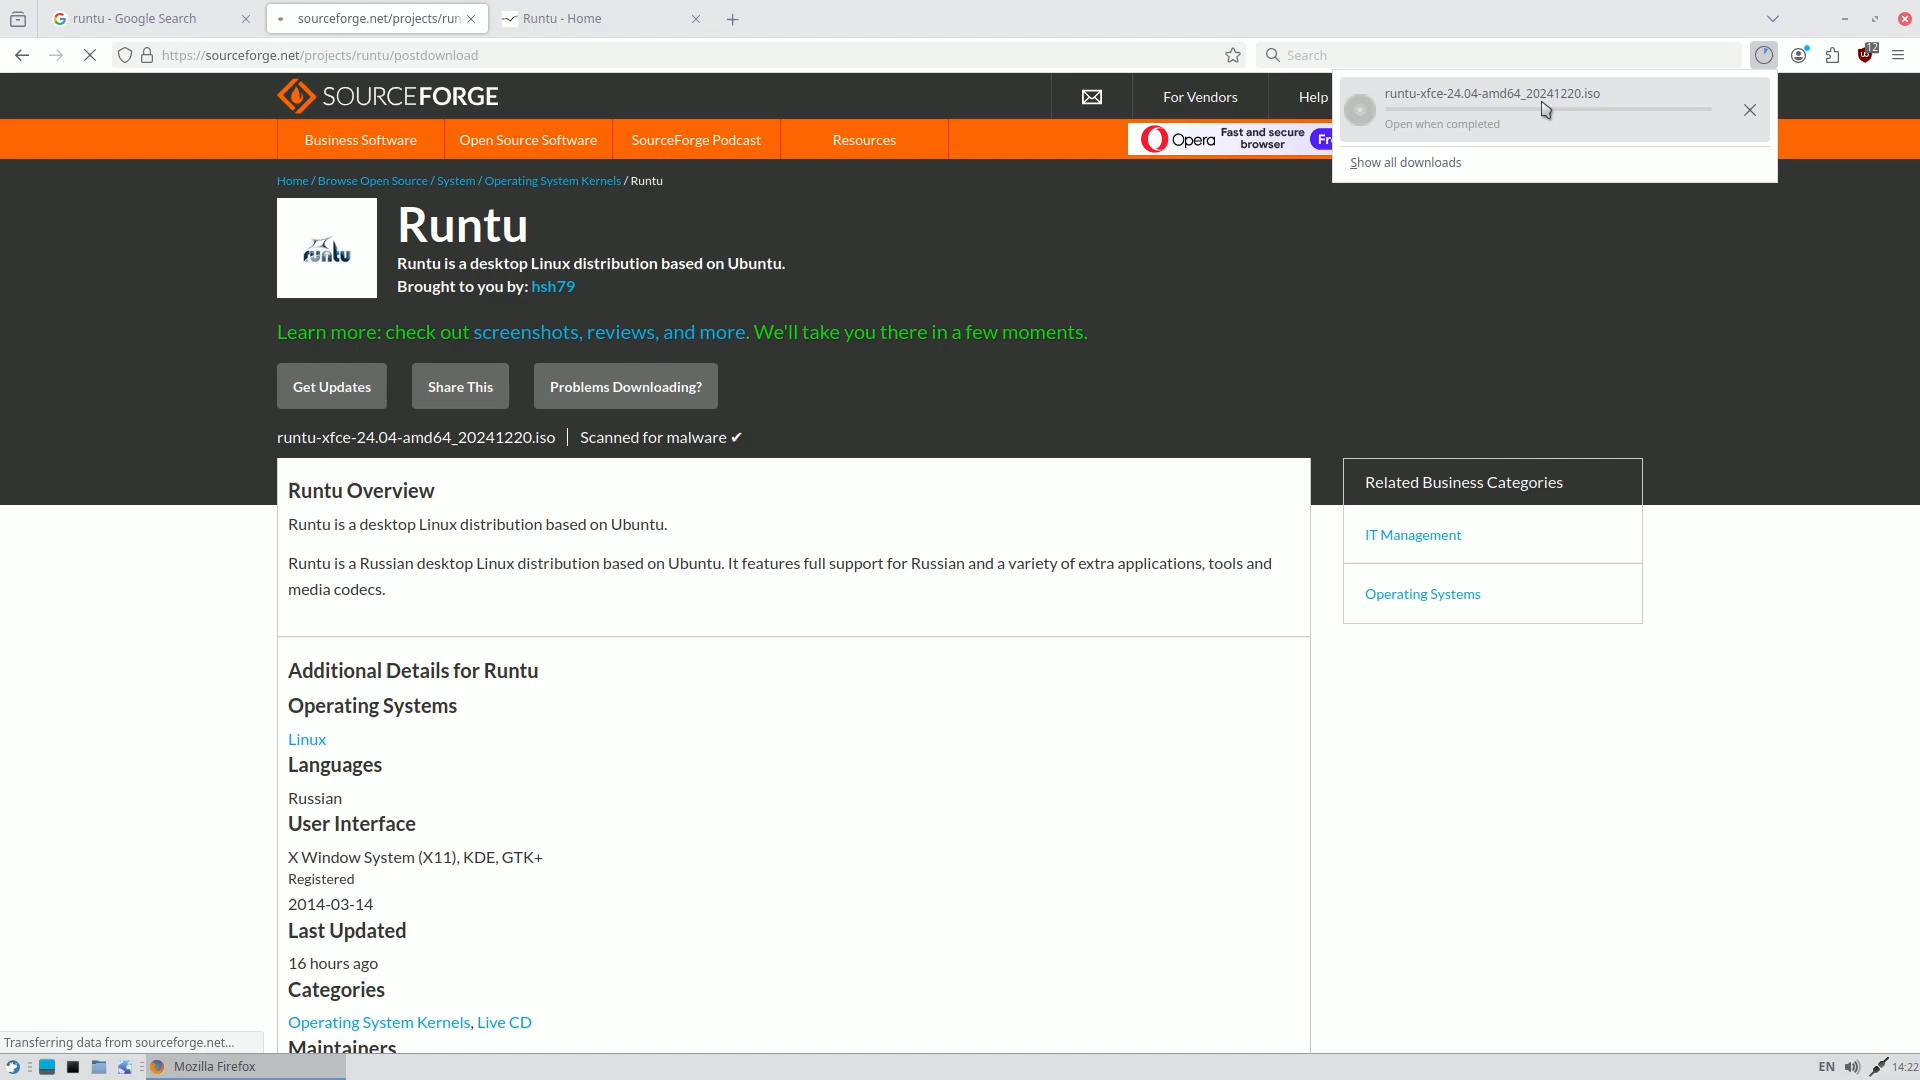 runtu - Google Search
sourceforge.net/projects/run
Runtu - Home
https://sourceforge.net/projects/runtu/postdownload
Search
12
SOURCEFORGE
For Vendors
Help
runtu-xfce-24.04-amd64_20241220.iso
Open when completed
Show all downloads
Business Software
Open Source Software
SourceForge Podcast
Resources
Opera
Fast and secure
browser
Home / Browse Open Source / System / Operating System Kernels / Runtu
runtu
Runtu
Runtu is a desktop Linux distribution based on Ubuntu.
Brought to you by: hsh79
Learn more: check out screenshots, reviews, and more. We'll take you there in a few moments.
Get Updates
Share This
Problems Downloading?
runtu-xfce-24.04-amd64_20241220.iso
Scanned for malware ✔
Runtu Overview
Runtu is a desktop Linux distribution based on Ubuntu.
Runtu is a Russian desktop Linux distribution based on Ubuntu. It features full support for Russian and a variety of extra applications, tools and
media codecs.
Related Business Categories
IT Management
Operating Systems
Additional Details for Runtu
Operating Systems
Linux
Languages
Russian
User Interface
X Window System (X11), KDE, GTK+
Registered
2014-03-14
Last Updated
16 hours ago
Categories
Operating System Kernels, Live CD
Maintainers
Transferring data from sourceforge.net...
Mozilla Firefox
EN
14:22